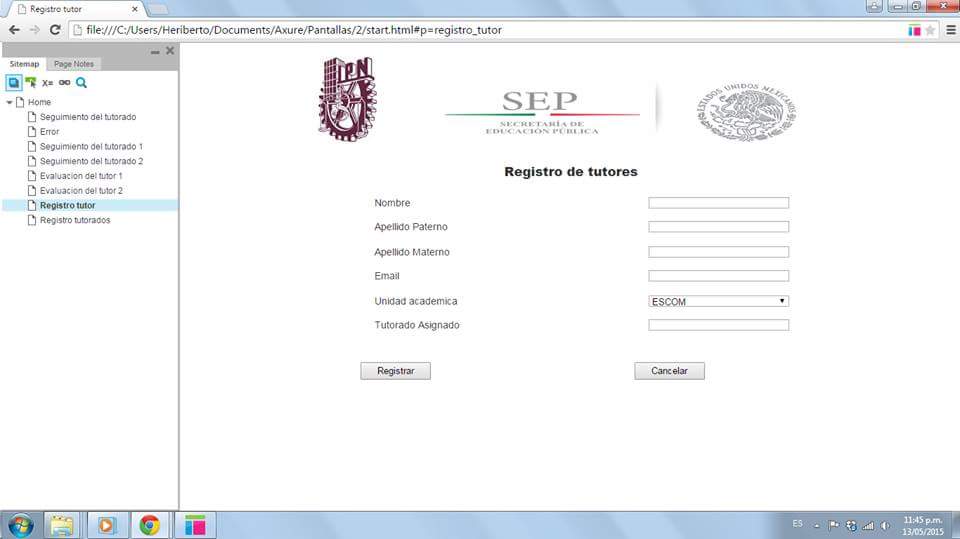 Registro tutor
file:///C:/Users/Heriberto/Documents/Axure/Pantallas/2/start.html#p=registro_tutor
Sitemap
Page Notes
X=
Home
Seguimiento del tutorado
Error
Seguimiento del tutorado 1
Seguimiento del tutorado 2
Evaluacion del tutor 1
Evaluacion del tutor 2
Registro tutor
Registro tutorados
IPN
SEP
SECRETARÍA DE
EDUCACIÓN PÚBLICA
ESTADOS UNIDOS MEXICANOS
Registro de tutores
Nombre
Apellido Paterno
Apellido Materno
Email
Unidad academica
ESCOM
Tutorado Asignado
Registrar
Cancelar
ES
11:45 p.m.
13/05/2015